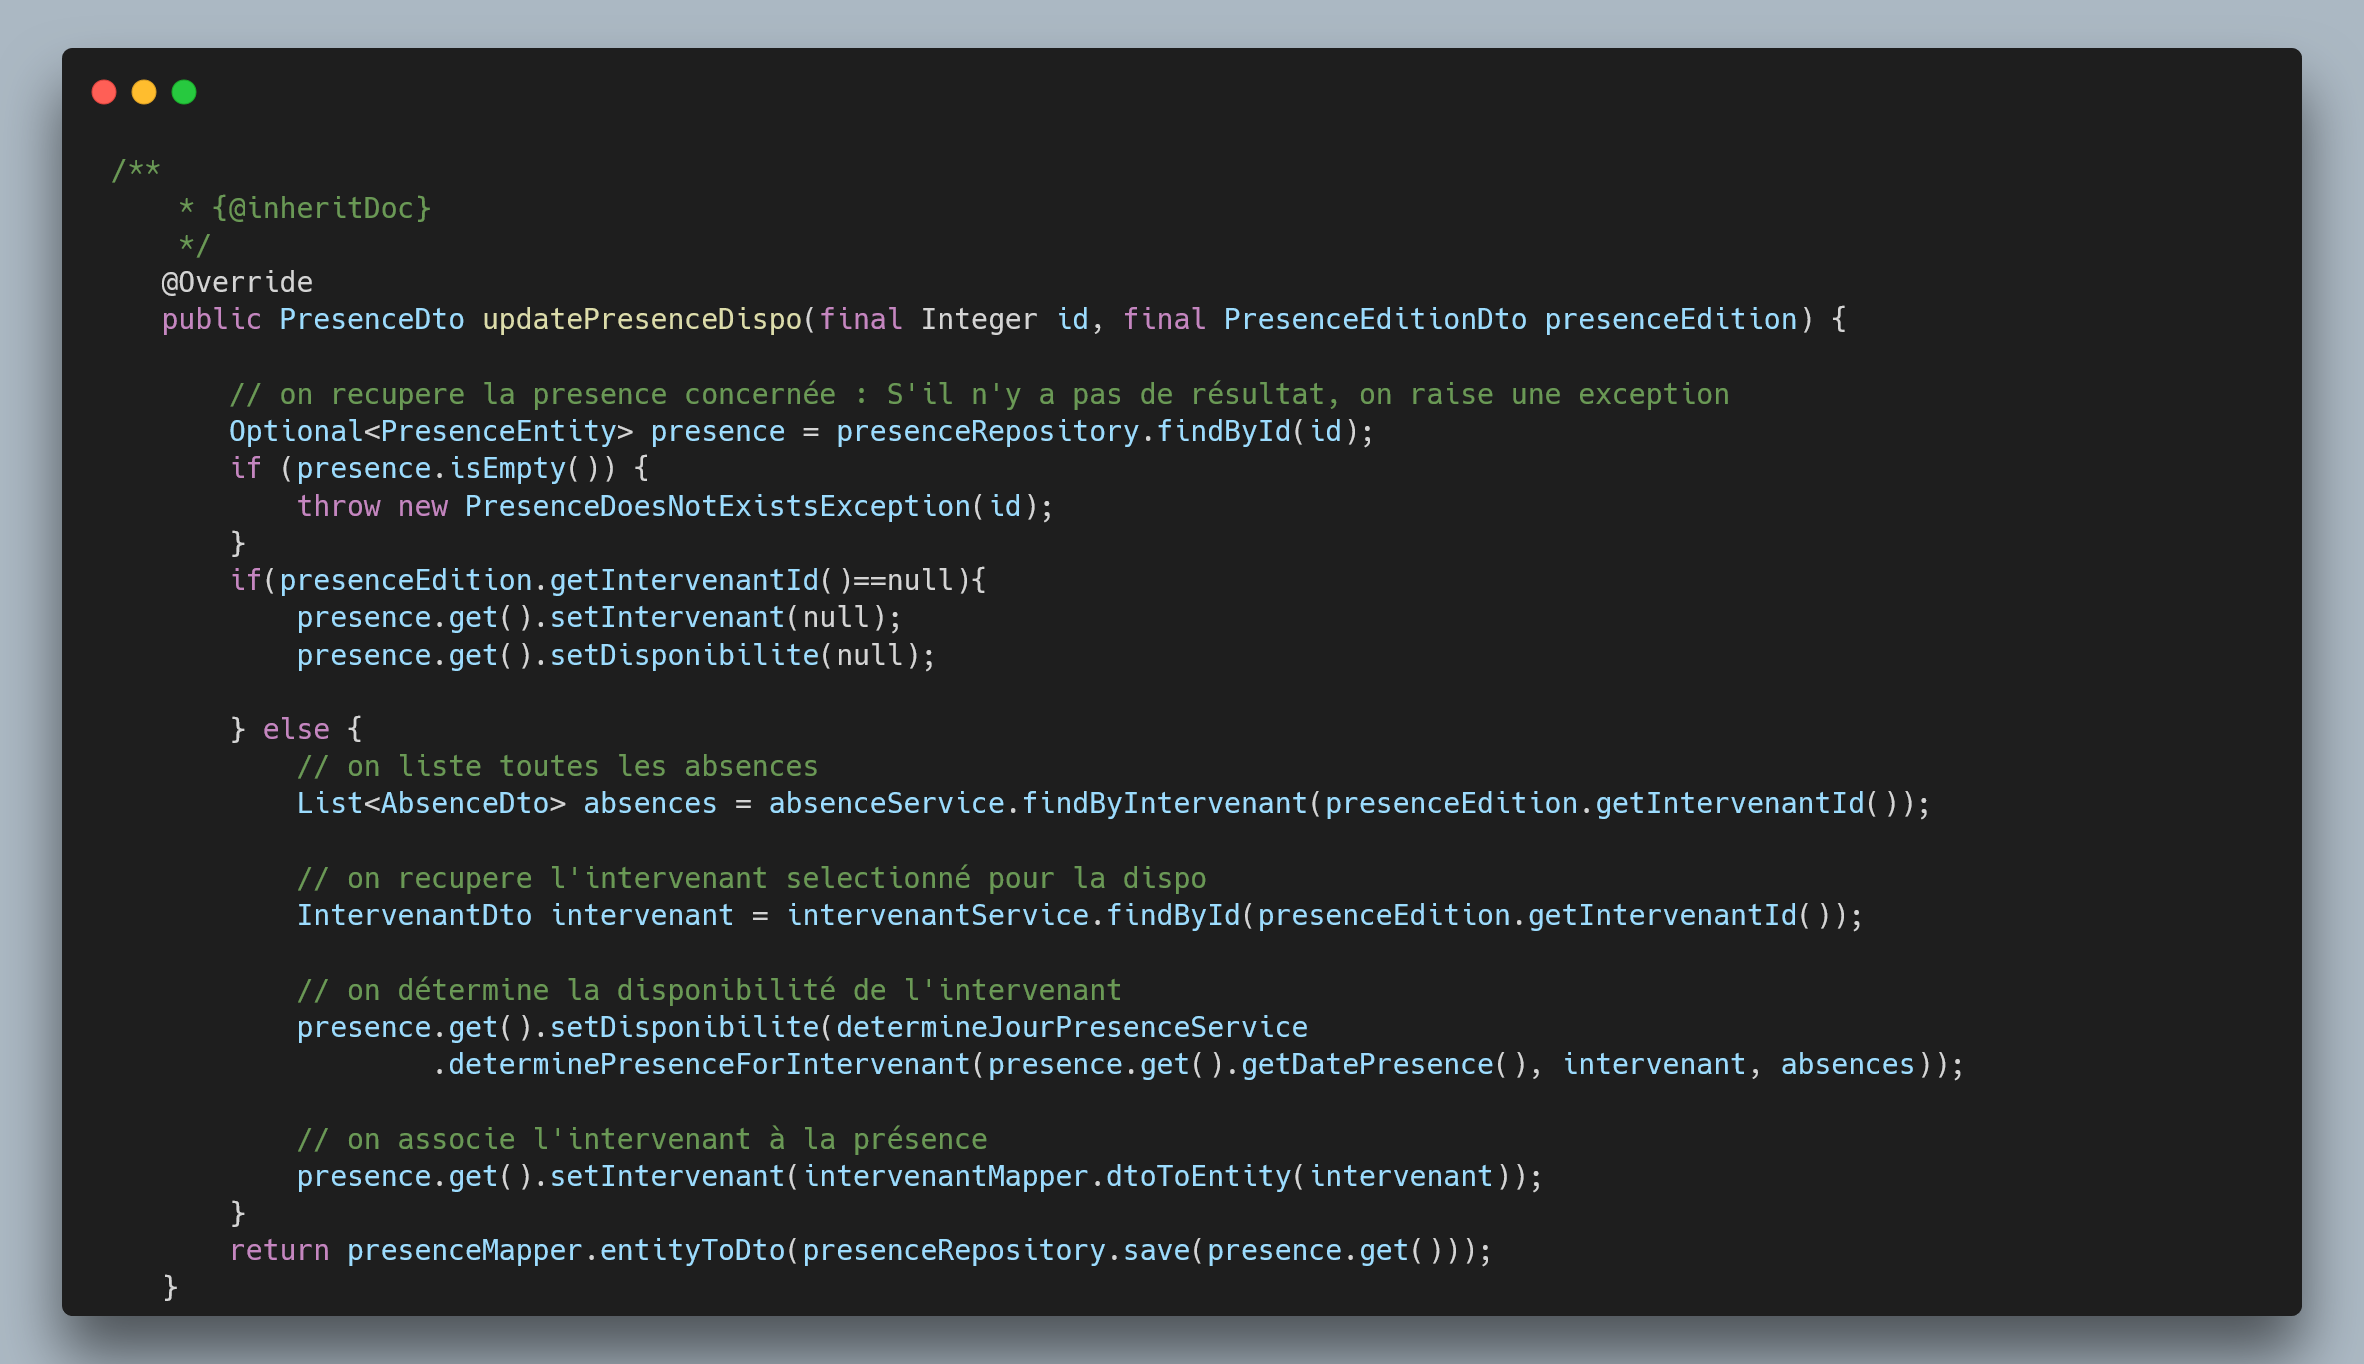 /**
     * {@inheritDoc}
     */
    @Override
    public PresenceDto updatePresenceDispo(final Integer id, final PresenceEditionDto presenceEdition) {

        // on recupere la presence concernée : S'il n'y a pas de résultat, on raise une exception
        Optional<PresenceEntity> presence = presenceRepository.findById(id);
        if (presence.isEmpty()) {
            throw new PresenceDoesNotExistsException(id);
        }
        if(presenceEdition.getIntervenantId()==null){
            presence.get().setIntervenant(null);
            presence.get().setDisponibilite(null);

        } else {
            // on liste toutes les absences
            List<AbsenceDto> absences = absenceService.findByIntervenant(presenceEdition.getIntervenantId());

            // on recupere l'intervenant selectionné pour la dispo
            IntervenantDto intervenant = intervenantService.findById(presenceEdition.getIntervenantId());

            // on détermine la disponibilité de l'intervenant
            presence.get().setDisponibilite(determineJourPresenceService
                    .determinePresenceForIntervenant(presence.get().getDatePresence(), intervenant, absences));

            // on associe l'intervenant à la présence
            presence.get().setIntervenant(intervenantMapper.dtoToEntity(intervenant));
        }
        return presenceMapper.entityToDto(presenceRepository.save(presence.get()));
    }